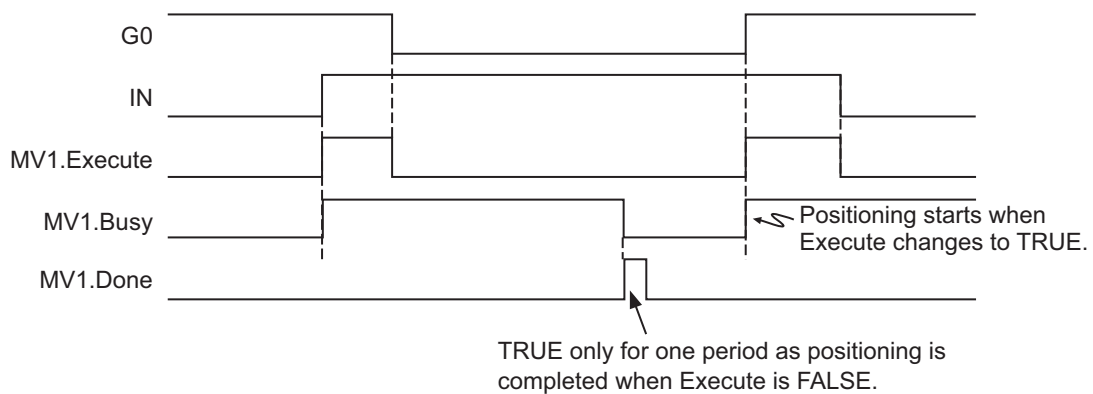 G0
IN
MV1.Execute
MV1.Busy
Positioning starts when
Execute changes to TRUE.
MV1.Done
TRUE only for one period as positioning is
completed when Execute is FALSE.